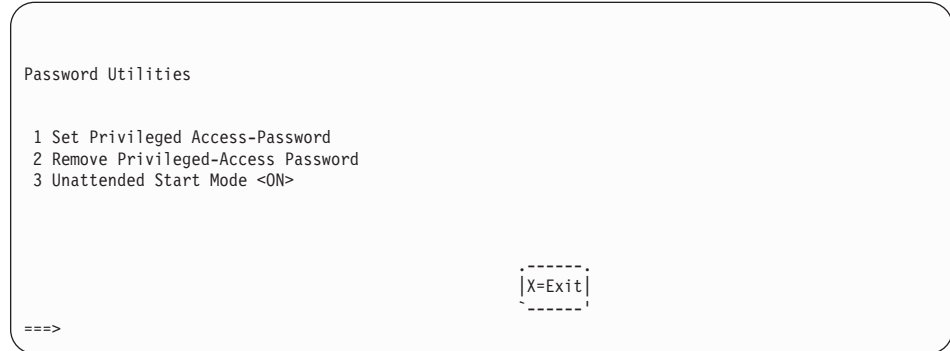 Password Utilities
1 Set Privileged Access-Password
2 Remove Privileged-Access Password
3 Unattended Start Mode <ON>
X=Exit
===>